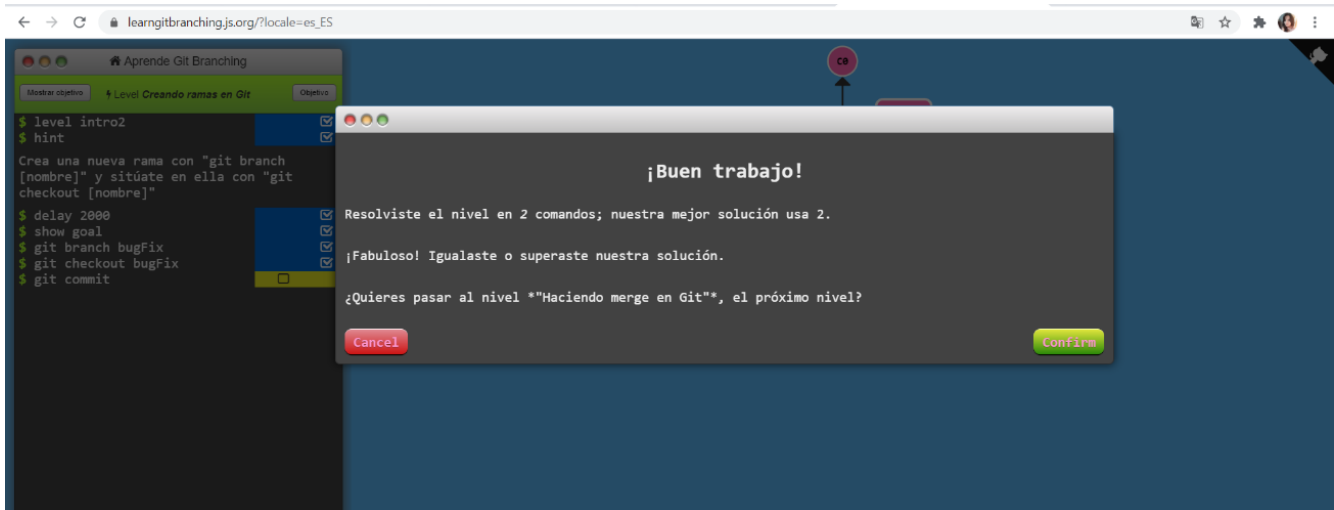 learngitbranching.js.org/?locale=es_ES
Aprende Git Branching
Mostrar objetivo
Level Creando ramas en Git
Objetivo
$ level intro2
$ hint
Crea una nueva rama con "git branch
[nombre]" y sitúate en ella con "git
checkout [nombre]"
$ delay 2000
$ show goal
$ git branch bugFix
$ git checkout bugFix
$ git commit
C0
¡Buen trabajo!
Resolviste el nivel en 2 comandos; nuestra mejor solución usa 2.
¡Fabuloso! Igualaste o superaste nuestra solución.
¿Quieres pasar al nivel *"Haciendo merge en Git"*, el próximo nivel?
Cancel
Confirm